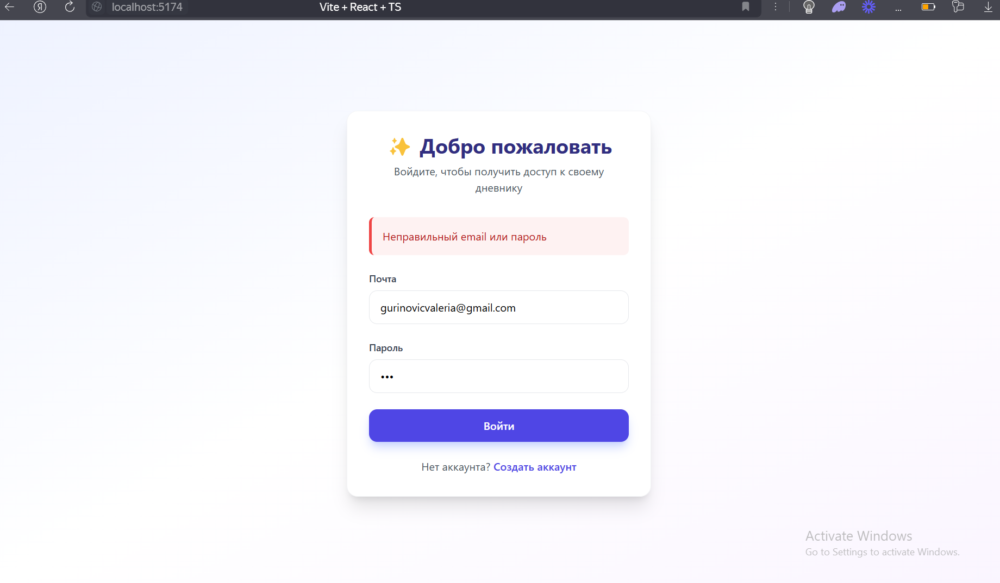 localhost:5174
Vite + React + TS
Добро пожаловать
Войдите, чтобы получить доступ к своему
дневнику
Неправильный email или пароль
Почта
gurinovicvaleria@gmail.com
Пароль
•••
Войти
Нет аккаунта? Создать аккаунт
Activate Windows
Go to Settings to activate Windows.